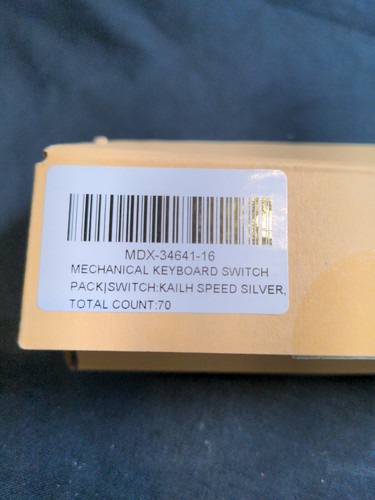 MDX-34641-16
MECHANICAL KEYBOARD SWITCH
PACK|SWITCH:KAILH SPEED SILVER,
TOTAL COUNT:70